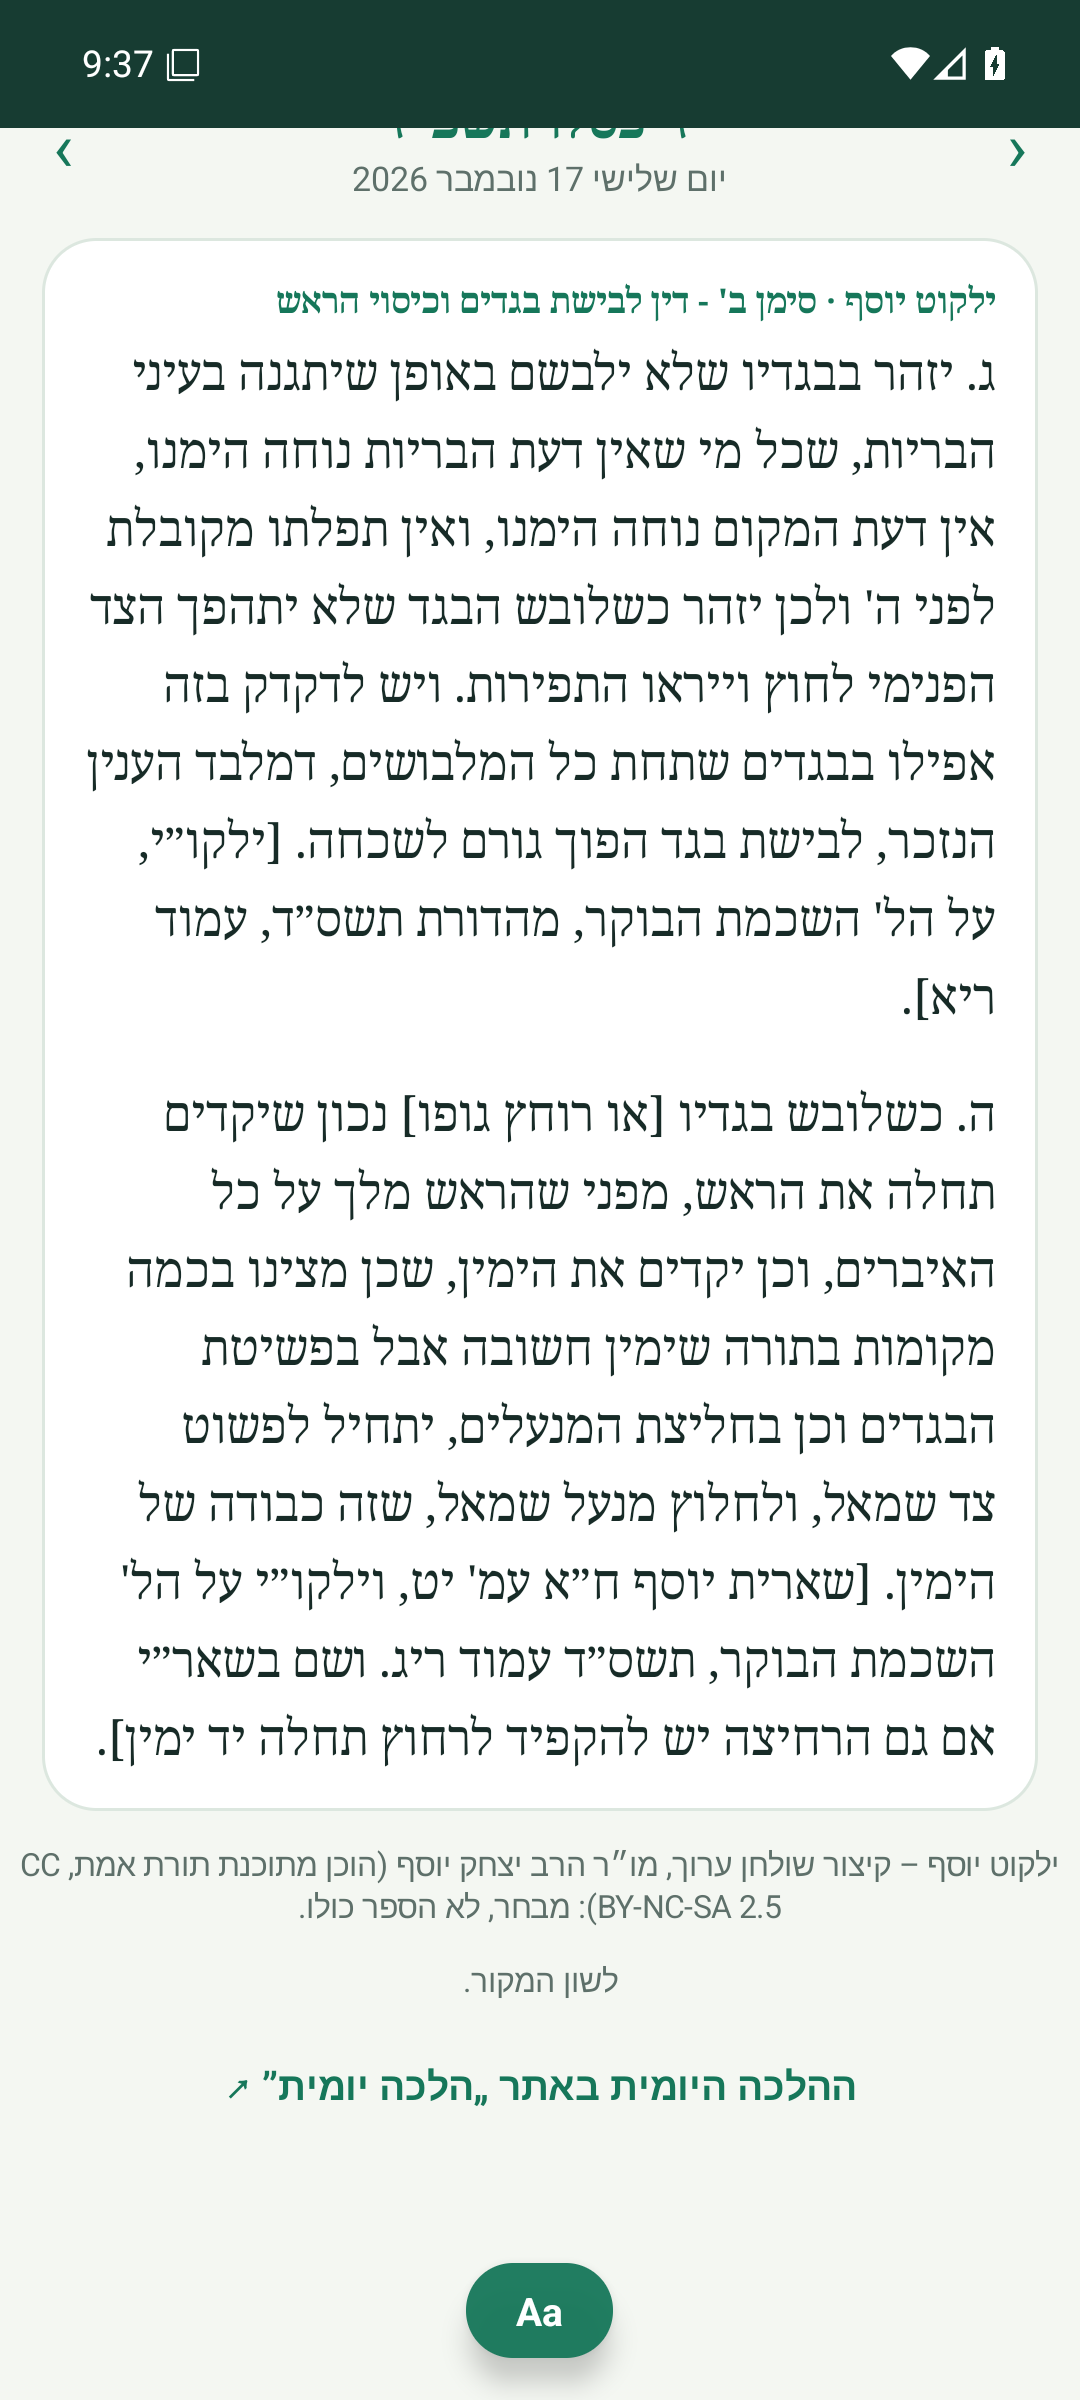 9:37
יום שלישי 17 נובמבר 2026
ילקוט יוסף · סימן ב' - דין לבישת בגדים וכיסוי הראש
ג. יזהר בבגדיו שלא ילבשם באופן שיתגנה בעיני
הבריות, שכל מי שאין דעת הבריות נוחה הימנו,
אין דעת המקום נוחה הימנו, ואין תפלתו מקובלת
לפני ה' ולכן יזהר כשלובש הבגד שלא יתהפך הצד
הפנימי לחוץ וייראו התפירות. ויש לדקדק בזה
אפילו בבגדים שתחת כל המלבושים, דמלבד הענין
הנזכר, לבישת בגד הפוך גורם לשכחה. [ילקו״י,
על הל' השכמת הבוקר, מהדורת תשס״ד, עמוד
ריא].
ה. כשלובש בגדיו [או רוחץ גופו] נכון שיקדים
תחלה את הראש, מפני שהראש מלך על כל
האיברים, וכן יקדים את הימין, שכן מצינו בכמה
מקומות בתורה שימין חשובה אבל בפשיטת
הבגדים וכן בחליצת המנעלים, יתחיל לפשוט
צד שמאל, ולחלוץ מנעל שמאל, שזה כבודה של
הימין. [שארית יוסף ח״א עמ' יט, וילקו״י על הל'
השכמת הבוקר, תשס״ד עמוד ריג. ושם בשאר״י
אם גם הרחיצה יש להקפיד לרחוץ תחלה יד ימין].
ילקוט יוסף – קיצור שולחן ערוך, מו״ר הרב יצחק יוסף (הוכן מתוכנת תורת אמת, CC
BY-NC-SA 2.5): מבחר, לא הספר כולו.
לשון המקור.
ההלכה היומית באתר „הלכה יומית” ↗
Aa